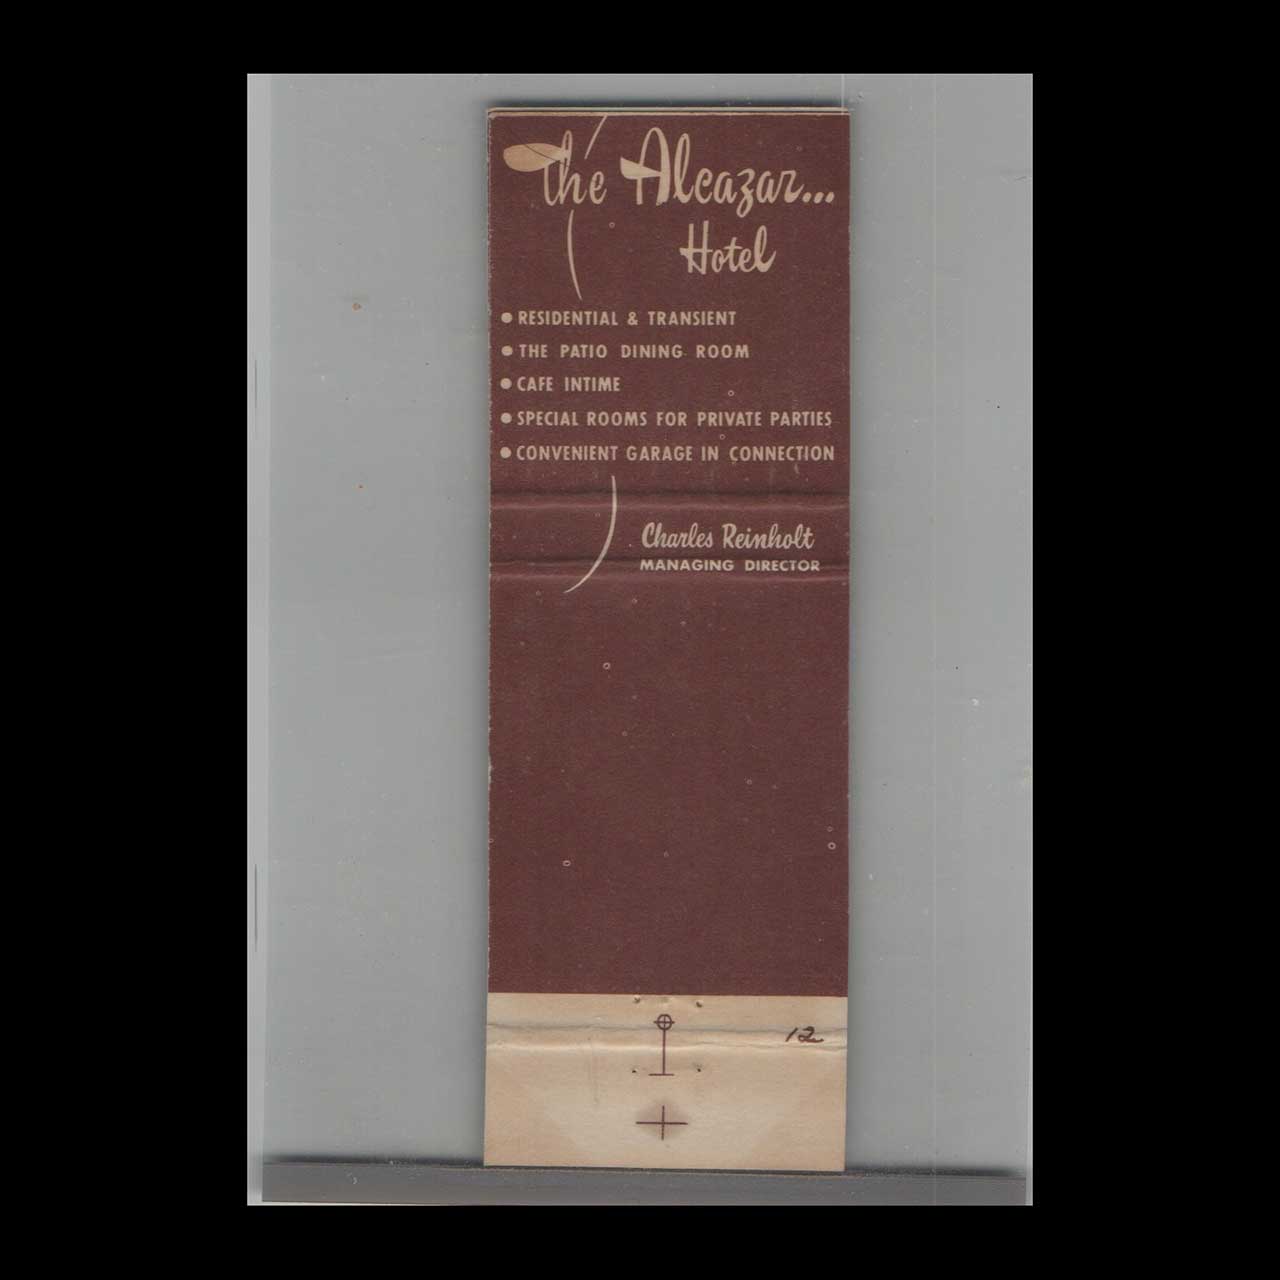 The Alcazar...
Hotel
• RESIDENTIAL & TRANSIENT
• THE PATIO DINING ROOM
• CAFE INTIME
• SPECIAL ROOMS FOR PRIVATE PARTIES
• CONVENIENT GARAGE IN CONNECTION
Charles Reinholt
MANAGING DIRECTOR
12